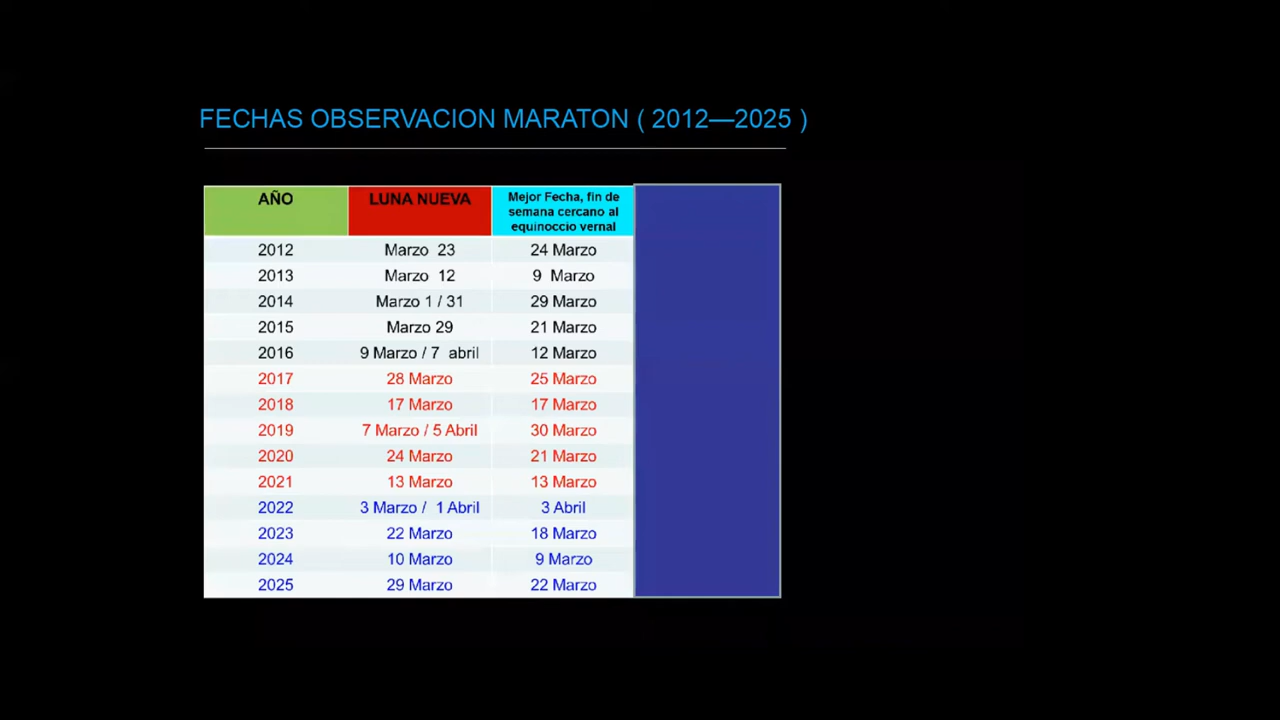 FECHAS OBSERVACION MARATON ( 2012—2025 )
AÑO LUNA NUEVA Mejor Fecha, fin de
semana cercano al
equinoccio vernal
2012 Marzo 23 24 Marzo
2013 Marzo 12 9 Marzo
2014 Marzo 1 / 31 29 Marzo
2015 Marzo 29 21 Marzo
2016 9 Marzo / 7 abril 12 Marzo
2017 28 Marzo 25 Marzo
2018 17 Marzo 17 Marzo
2019 7 Marzo / 5 Abril 30 Marzo
2020 24 Marzo 21 Marzo
2021 13 Marzo 13 Marzo
2022 3 Marzo / 1 Abril 3 Abril
2023 22 Marzo 18 Marzo
2024 10 Marzo 9 Marzo
2025 29 Marzo 22 Marzo